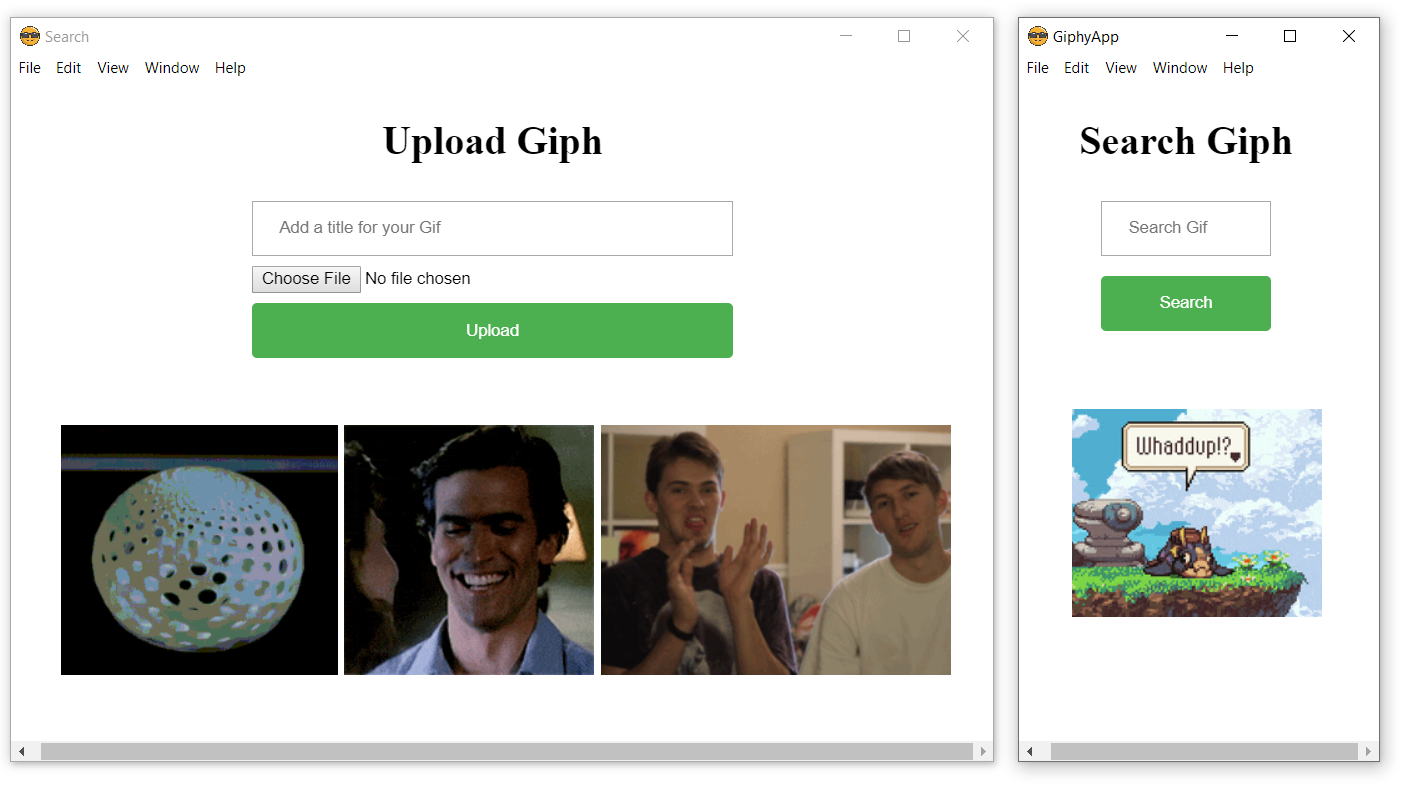 Search
File Edit View Window Help
Upload Giph
Add a title for your Gif
Choose File No file chosen
Upload
GiphyApp
File Edit View Window Help
Search Giph
Search Gif
Search
Whaddup!?